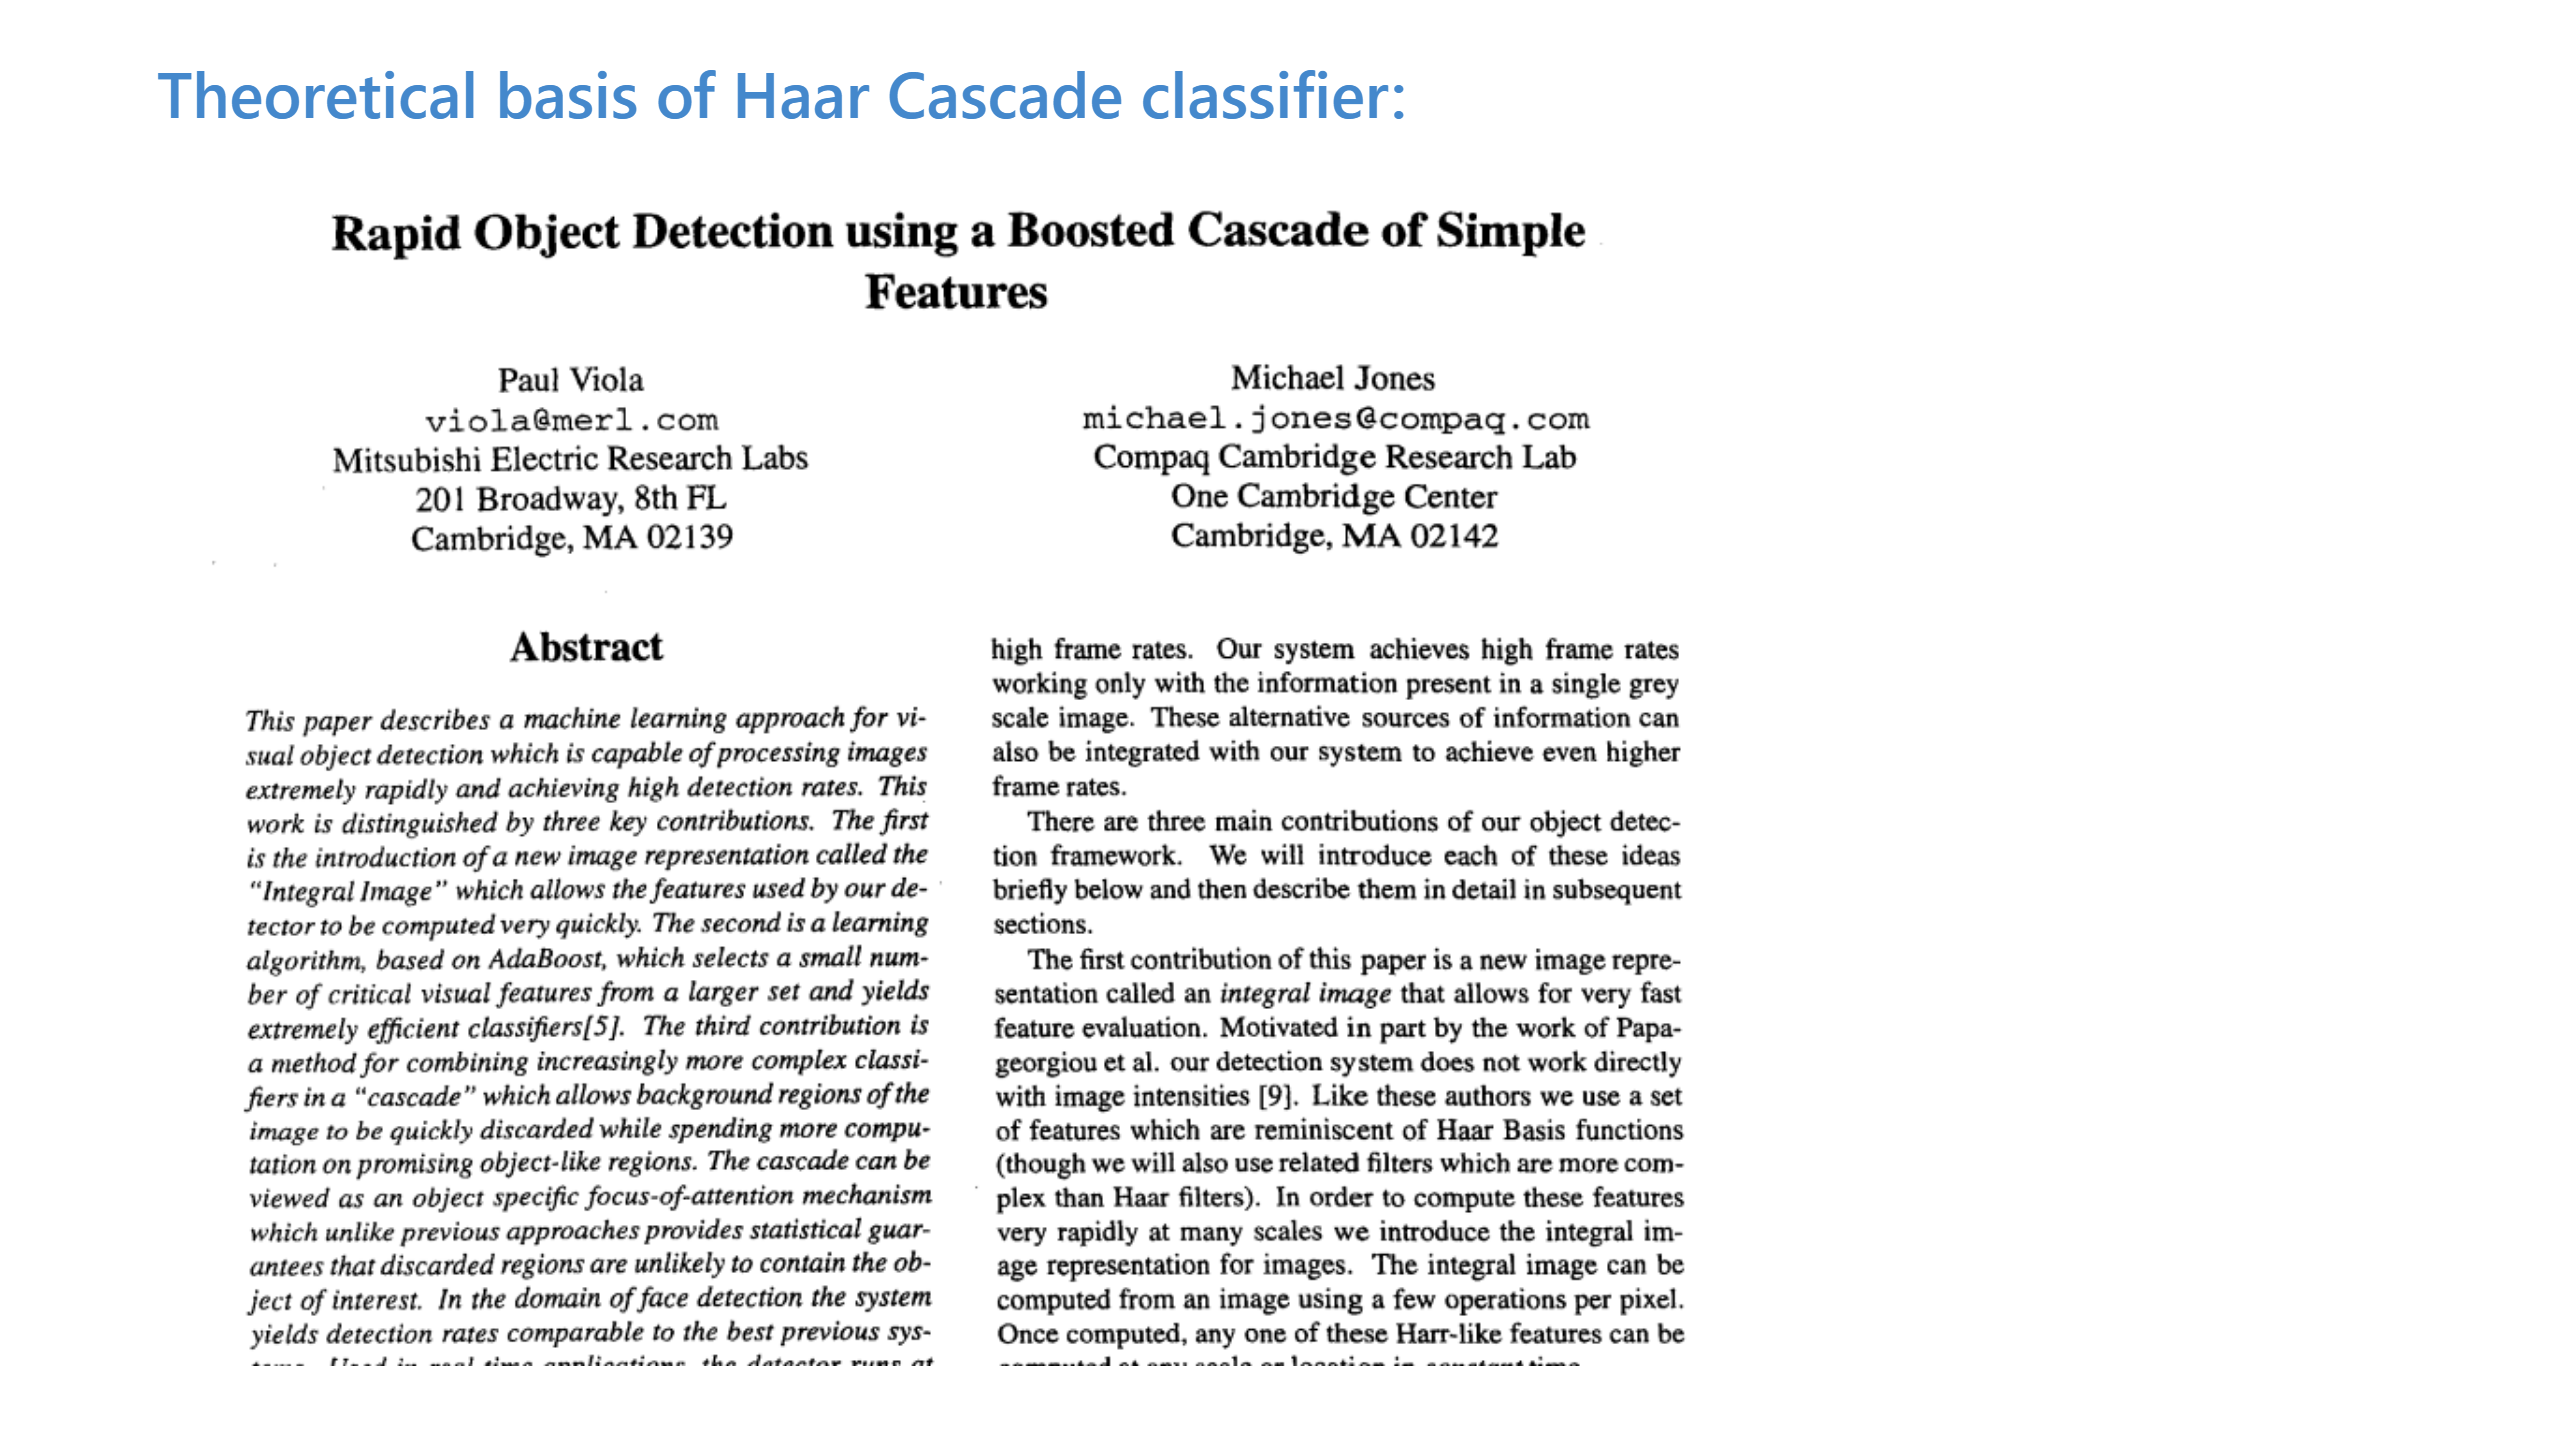 Theoretical basis of Haar Cascade classifier:
Rapid Object Detection using a Boosted Cascade of Simple
Features
Paul Viola
viola@merl.com
Mitsubishi Electric Research Labs
201 Broadway, 8th FL
Cambridge, MA 02139
Michael Jones
michael.jones@compaq.com
Compaq Cambridge Research Lab
One Cambridge Center
Cambridge, MA 02142
Abstract
This paper describes a machine learning approach for vi-
sual object detection which is capable of processing images
extremely rapidly and achieving high detection rates. This
work is distinguished by three key contributions. The first
is the introduction of a new image representation called the
“Integral Image” which allows the features used by our de-
tector to be computed very quickly. The second is a learning
algorithm, based on AdaBoost, which selects a small num-
ber of critical visual features from a larger set and yields
extremely efficient classifiers[5]. The third contribution is
a method for combining increasingly more complex classi-
fiers in a “cascade” which allows background regions of the
image to be quickly discarded while spending more compu-
tation on promising object-like regions. The cascade can be
viewed as an object specific focus-of-attention mechanism
which unlike previous approaches provides statistical guar-
antees that discarded regions are unlikely to contain the ob-
ject of interest. In the domain of face detection the system
yields detection rates comparable to the best previous sys-
tems. Used in real-time applications, the detector runs at
high frame rates. Our system achieves high frame rates
working only with the information present in a single grey
scale image. These alternative sources of information can
also be integrated with our system to achieve even higher
frame rates.
There are three main contributions of our object detec-
tion framework. We will introduce each of these ideas
briefly below and then describe them in detail in subsequent
sections.
The first contribution of this paper is a new image repre-
sentation called an integral image that allows for very fast
feature evaluation. Motivated in part by the work of Papa-
georgiou et al. our detection system does not work directly
with image intensities [9]. Like these authors we use a set
of features which are reminiscent of Haar Basis functions
(though we will also use related filters which are more com-
plex than Haar filters). In order to compute these features
very rapidly at many scales we introduce the integral im-
age representation for images. The integral image can be
computed from an image using a few operations per pixel.
Once computed, any one of these Harr-like features can be
computed at any scale or location in constant time.